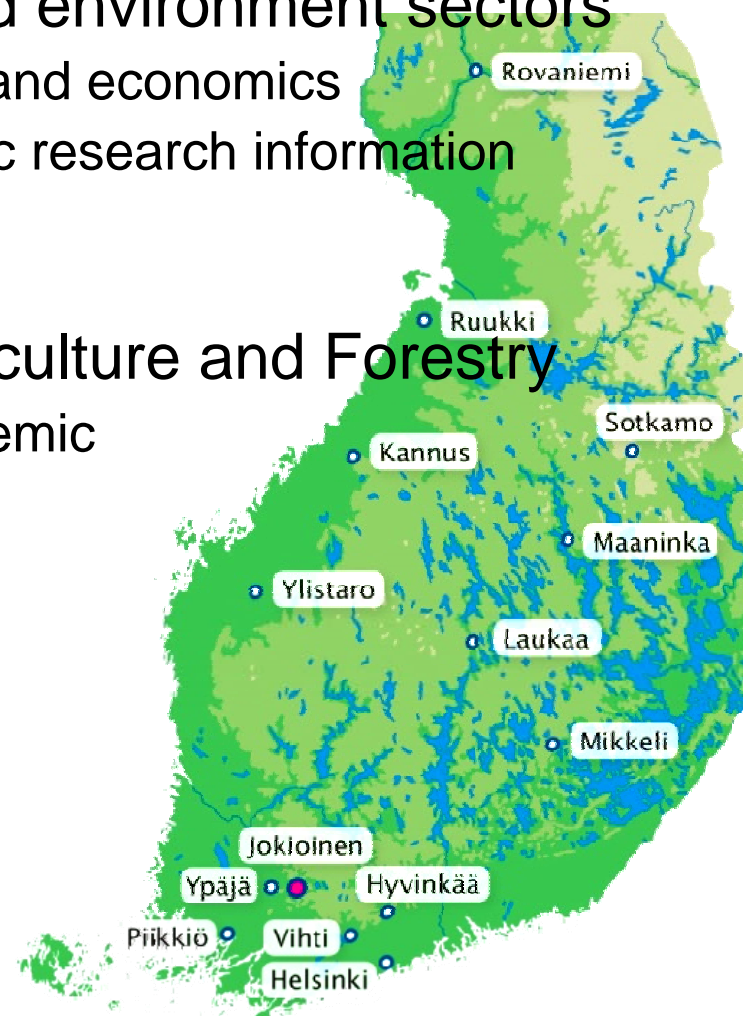 d environment sectors
Rovaniemi
and economics
c research information
Ruukki
culture and Forestry
Sotkamo
emic
Kannus
Maaninka
Ylistaro
Laukaa
Mikkeli
Jokioinen
Ypäjä
Hyvinkää
Piikkiö
Vihti
Helsinki